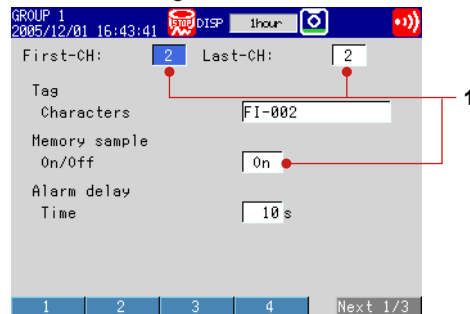 GROUP 1
2005/12/01 16:43:41 STOP DISP 1hour
First-CH: 2 Last-CH: 2
Tag
Characters FI-002
1
Memory sample
On/Off On
Alarm delay
Time 10 s
1 2 3 4 Next 1/3